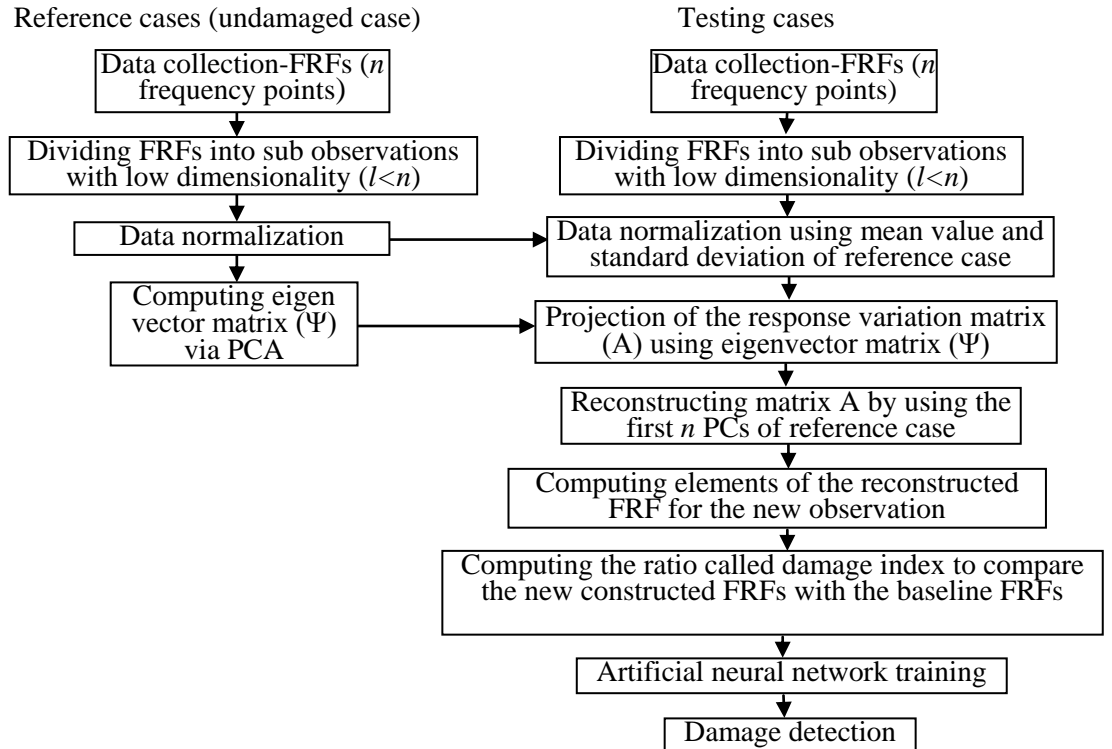 Reference cases (undamaged case)
Data collection-FRFs (n
frequency points)
Dividing FRFs into sub observations
with low dimensionality (l<n)
Data normalization
Computing eigen
vector matrix (Ψ)
via PCA
Testing cases
Data collection-FRFs (n
frequency points)
Dividing FRFs into sub observations
with low dimensionality (l<n)
Data normalization using mean value and
standard deviation of reference case
Projection of the response variation matrix
(A) using eigenvector matrix (Ψ)
Reconstructing matrix A by using the
first n PCs of reference case
Computing elements of the reconstructed
FRF for the new observation
Computing the ratio called damage index to compare
the new constructed FRFs with the baseline FRFs
Artificial neural network training
Damage detection